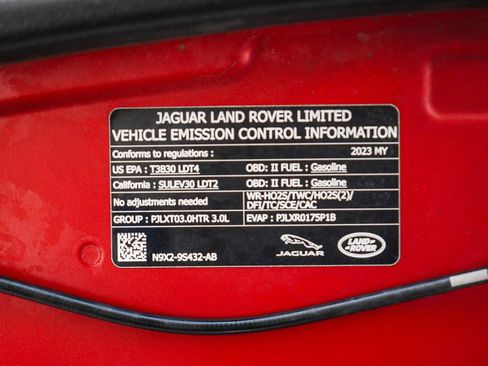 JAGUAR LAND ROVER LIMITED
VEHICLE EMISSION CONTROL INFORMATION
Conforms to regulations : 2023 MY
US EPA : T3B30 LDT4 OBD: II FUEL : Gasoline
California : SULEV30 LDT2 OBD: II FUEL : Gasoline
No adjustments needed WR-HO2S/TWC/HO2S(2)/
DFI/TC/SCE/CAC
GROUP : PJLXT03.0HTR 3.0L EVAP : PJLXR0175P1B
N9X2-9S432-AB JAGUAR LAND ROVER